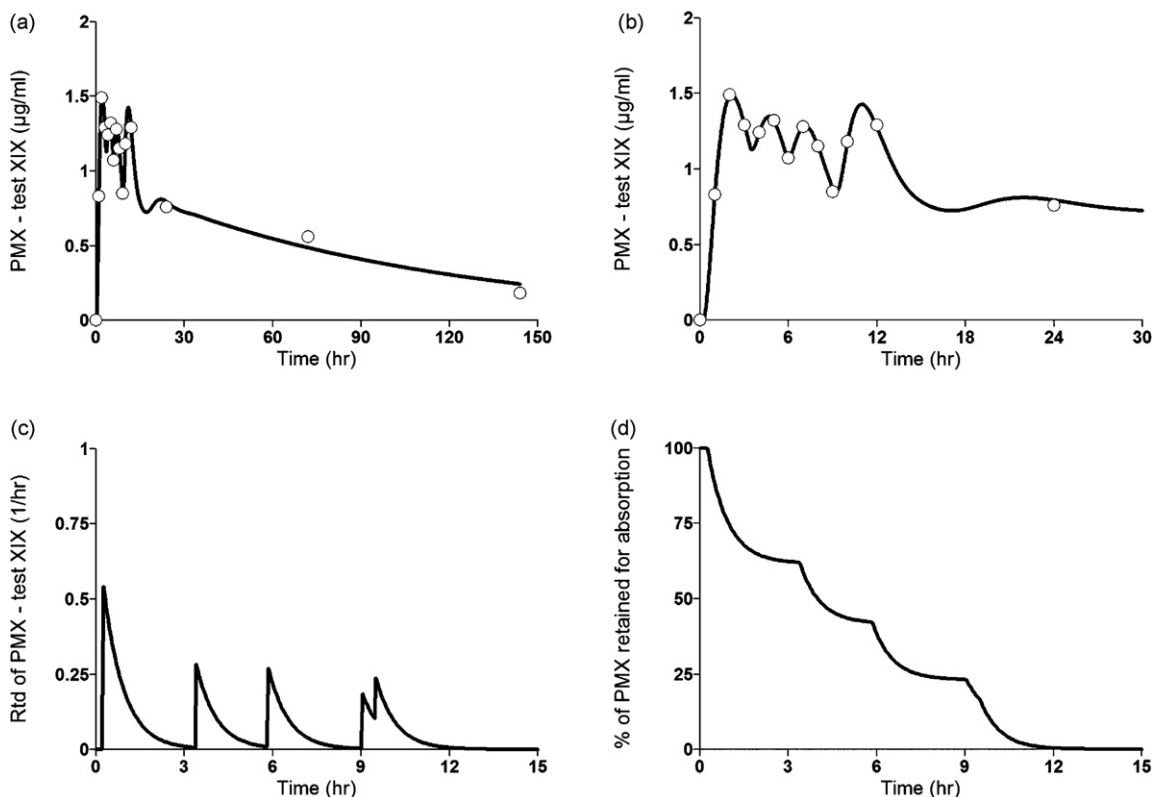 (a)
PMX - test XIX (µg/ml)
2
1.5
1
0.5
0
0 30 60 90 120 150
Time (hr)
(b)
PMX - test XIX (µg/ml)
2
1.5
1
0.5
0
0 6 12 18 24 30
Time (hr)
(c)
Rtd of PMX - test XIX (1/hr)
1
0.75
0.5
0.25
0
0 3 6 9 12 15
Time (hr)
(d)
% of PMX retained for absorption
100
75
50
25
0
0 3 6 9 12 15
Time (hr)